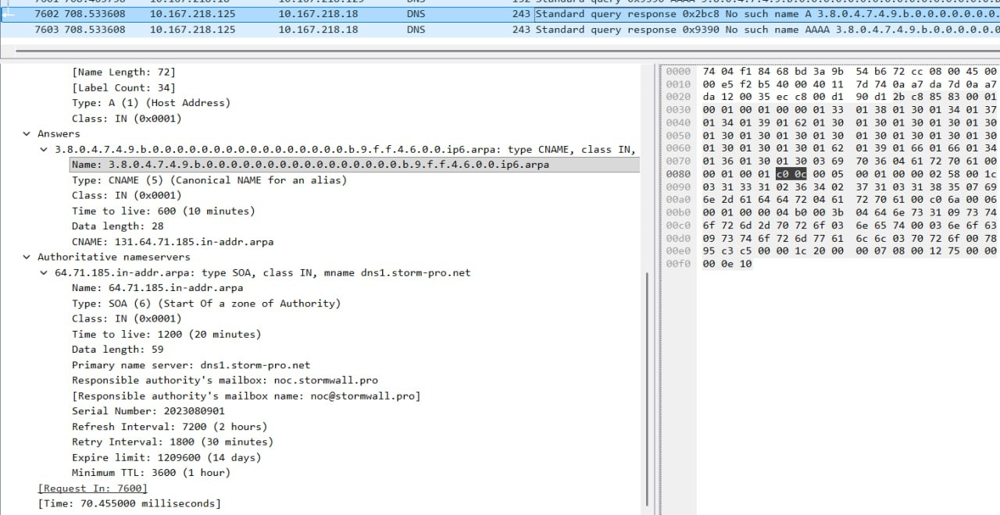 7602 708.533608 10.167.218.125 10.167.218.18 DNS 243 Standard query response 0x2bc8 No such name A 3.8.0.4.7.4.9.b.0.0.0.0.0.0.0.
7603 708.533608 10.167.218.125 10.167.218.18 DNS 243 Standard query response 0x9390 No such name AAAA 3.8.0.4.7.4.9.b.0.0.0.0.0
[Name Length: 72]
[Label Count: 34]
Type: A (1) (Host Address)
Class: IN (0x0001)
Answers
3.8.0.4.7.4.9.b.0.0.0.0.0.0.0.0.0.0.0.0.0.0.0.0.b.9.f.f.4.6.0.0.ip6.arpa: type CNAME, class IN,
Name: 3.8.0.4.7.4.9.b.0.0.0.0.0.0.0.0.0.0.0.0.0.0.0.0.b.9.f.f.4.6.0.0.ip6.arpa
Type: CNAME (5) (Canonical NAME for an alias)
Class: IN (0x0001)
Time to live: 600 (10 minutes)
Data length: 28
CNAME: 131.64.71.185.in-addr.arpa
Authoritative nameservers
64.71.185.in-addr.arpa: type SOA, class IN, mname dns1.storm-pro.net
Name: 64.71.185.in-addr.arpa
Type: SOA (6) (Start Of a zone of Authority)
Class: IN (0x0001)
Time to live: 1200 (20 minutes)
Data length: 59
Primary name server: dns1.storm-pro.net
Responsible authority's mailbox: noc.stormwall.pro
[Responsible authority's mailbox name: noc@stormwall.pro]
Serial Number: 2023080901
Refresh Interval: 7200 (2 hours)
Retry Interval: 1800 (30 minutes)
Expire limit: 1209600 (14 days)
Minimum TTL: 3600 (1 hour)
[Request In: 7600]
[Time: 70.455000 milliseconds]
0000 74 04 f1 84 68 bd 3a 9b 54 b6 72 cc 08 00 45 00
0010 00 e5 f2 b5 40 00 40 11 7d 74 0a a7 da 7d 0a a7
0020 da 12 00 35 ec c8 00 d1 90 d1 2b c8 85 83 00 01
0030 00 01 00 01 00 00 01 33 01 38 01 30 01 34 01 37
0040 01 34 01 39 01 62 01 30 01 30 01 30 01 30 01 30
0050 01 30 01 30 01 30 01 30 01 30 01 30 01 30 01 30
0060 01 30 01 30 01 30 01 62 01 39 01 66 01 66 01 34
0070 01 36 01 30 01 30 03 69 70 36 04 61 72 70 61 00
0080 00 01 00 01 c0 0c 00 05 00 01 00 00 02 58 00 1c
0090 03 31 33 31 02 36 34 02 37 31 03 31 38 35 07 69
00a0 6e 2d 61 64 64 72 04 61 72 70 61 00 c0 6a 00 06
00b0 00 01 00 00 04 b0 00 3b 04 64 6e 73 31 09 73 74
00c0 6f 72 6d 2d 70 72 6f 03 6e 65 74 00 03 6e 6f 63
00d0 09 73 74 6f 72 6d 77 61 6c 6c 03 70 72 6f 00 78
00e0 95 c3 c5 00 00 1c 20 00 00 07 08 00 12 75 00 00
00f0 00 0e 10